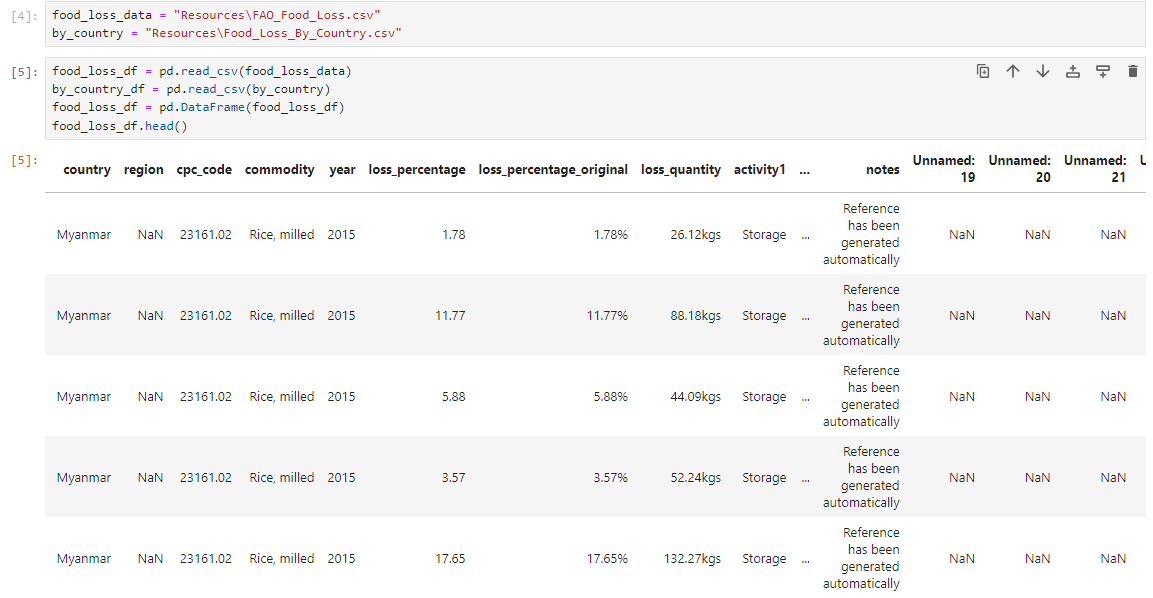 [4]: food_loss_data = "Resources\FAO_Food_Loss.csv"
by_country = "Resources\Food_Loss_By_Country.csv"
[5]: food_loss_df = pd.read_csv(food_loss_data)
by_country_df = pd.read_csv(by_country)
food_loss_df = pd.DataFrame(food_loss_df)
food_loss_df.head()
[5]:
country region cpc_code commodity year loss_percentage loss_percentage_original loss_quantity activity1 ... notes Unnamed: 19 Unnamed: 20 Unnamed: 21 U
Myanmar NaN 23161.02 Rice, milled 2015 1.78 1.78% 26.12kgs Storage ... Reference has been generated automatically NaN NaN NaN
Myanmar NaN 23161.02 Rice, milled 2015 11.77 11.77% 88.18kgs Storage ... Reference has been generated automatically NaN NaN NaN
Myanmar NaN 23161.02 Rice, milled 2015 5.88 5.88% 44.09kgs Storage ... Reference has been generated automatically NaN NaN NaN
Myanmar NaN 23161.02 Rice, milled 2015 3.57 3.57% 52.24kgs Storage ... Reference has been generated automatically NaN NaN NaN
Myanmar NaN 23161.02 Rice, milled 2015 17.65 17.65% 132.27kgs Storage ... Reference has been generated automatically NaN NaN NaN